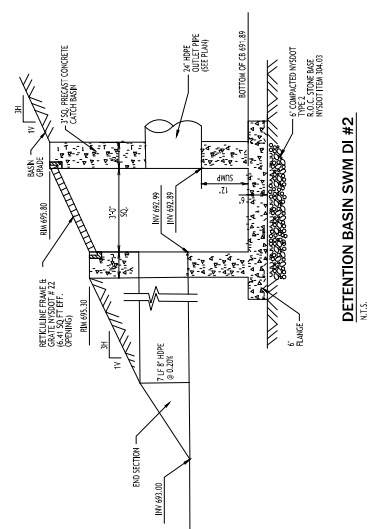 3H
1V
BASIN
GRADE
3' SQ. PRECAST CONCRETE
CATCH BASIN
24" HDPE
OUTLET PIPE
(SEE PLAN)
BOTTOM OF CB 691.89
6" COMPACTED NYSDOT
TYPE 2
R.O.C. STONE BASE
NYSDOT ITEM 304.03
RIM 695.80
3'-0"
SQ.
INV 692.99
INV 692.89
12"
SUMP
6"
RETICULINE FRAME &
GRATE NYSDOT # 22
(6.41 SQ. FT EFF.
OPENING)
RIM 695.30
3H
1V
7 LF 8" HDPE
@ 0.20%
6"
FLANGE
END SECTION
INV 693.00
DETENTION BASIN SWM DI #2
N.T.S.